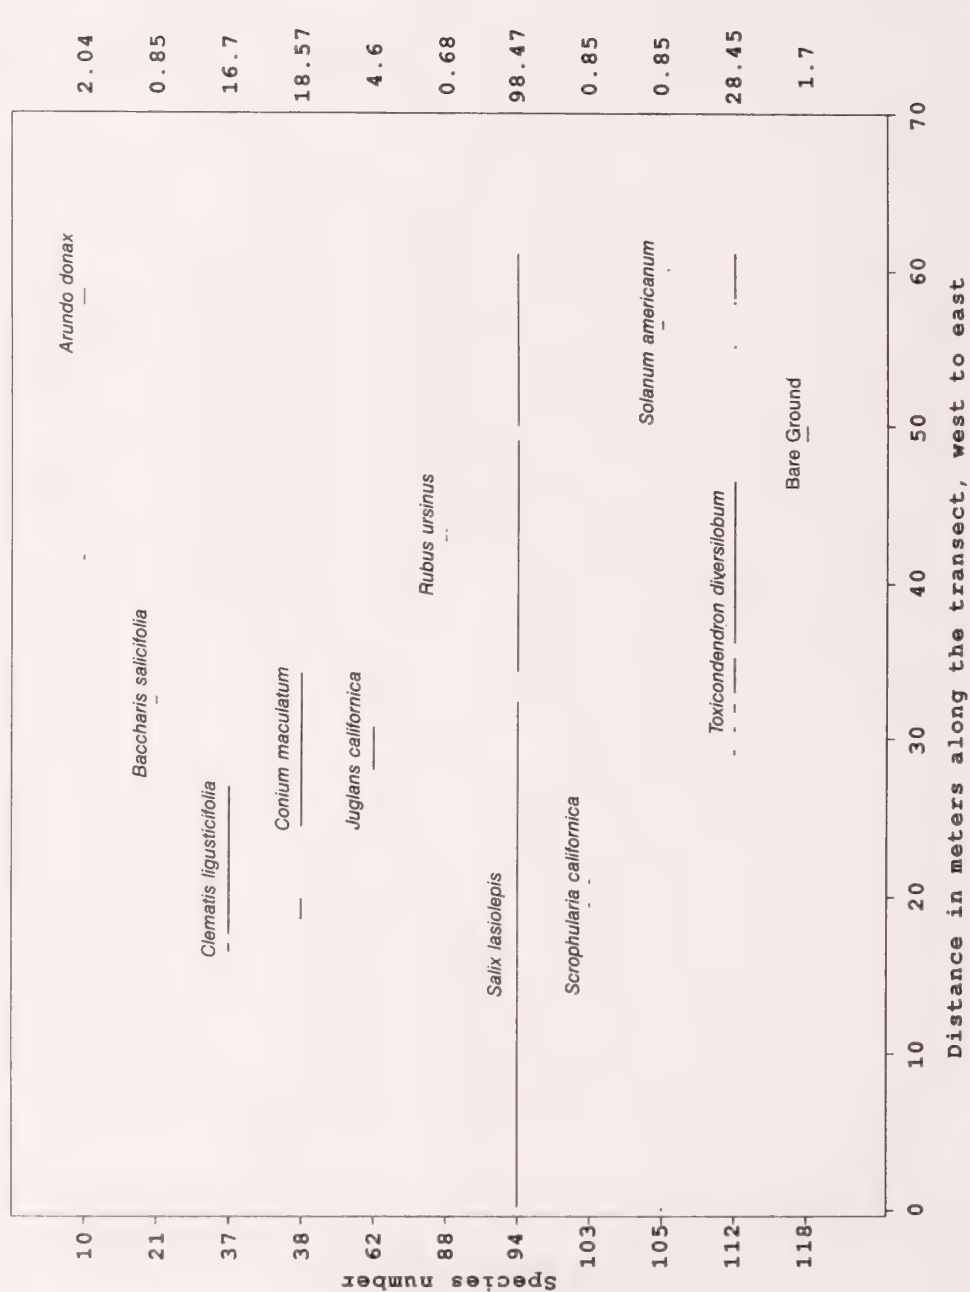 10
21
37
38
62
88
94
103
105
112
118
Species number
Arundo donax
Baccharis salicifolia
Clematis ligusticifolia
Conium maculatum
Juglans californica
Rubus ursinus
Salix lasiolepis
Scrophularia californica
Solanum americanum
Toxicondendron diversilobum
Bare Ground
2.04
0.85
16.7
18.57
4.6
0.68
98.47
0.85
0.85
28.45
1.7
0 10 20 30 40 50 60 70
Distance in meters along the transect, west to east